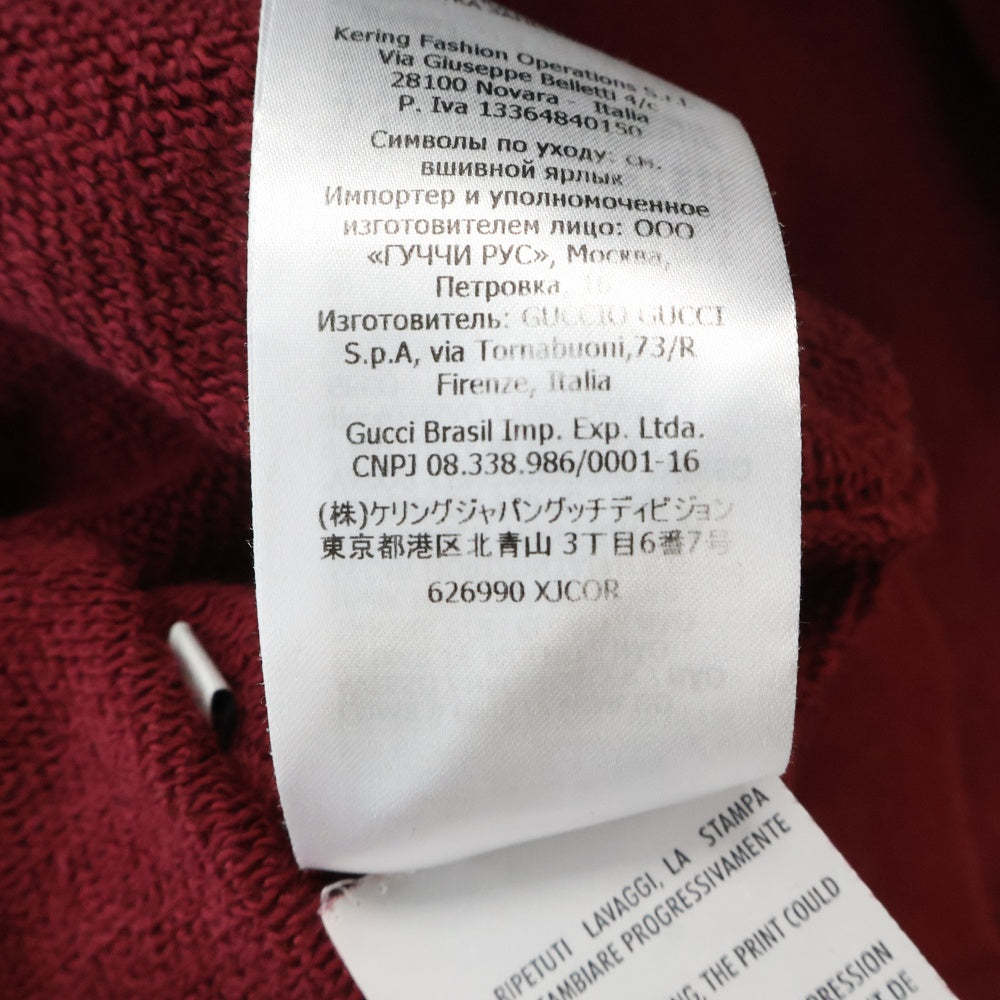 Kering Fashion Operations S.r.l.
Via Giuseppe Belletti 4/c
28100 Novara - Italia
P. Iva 13364840150
Символы по уходу: см.
вшивной ярлык
Импортер и уполномоченное
изготовителем лицо: ООО
«ГУЧЧИ РУС», Москва,
Петровка, 16
Изготовитель: GUCCIO GUCCI
S.p.A, via Tornabuoni,73/R
Firenze, Italia
Gucci Brasil Imp. Exp. Ltda.
CNPJ 08.338.986/0001-16
(株)ケリングジャパングッチディビジョン
東京都港区北青山 3丁目6番7号
626990 XJCOR
RIPETUTI LAVAGGI, LA STAMPA
CAMBIARE PROGRESSIVAMENTE
THE PRINT COULD
DE